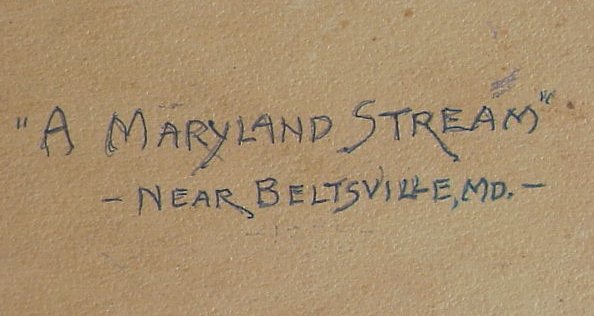 "A MARYLAND STREAM"
- NEAR BELTSVILLE, MD. -